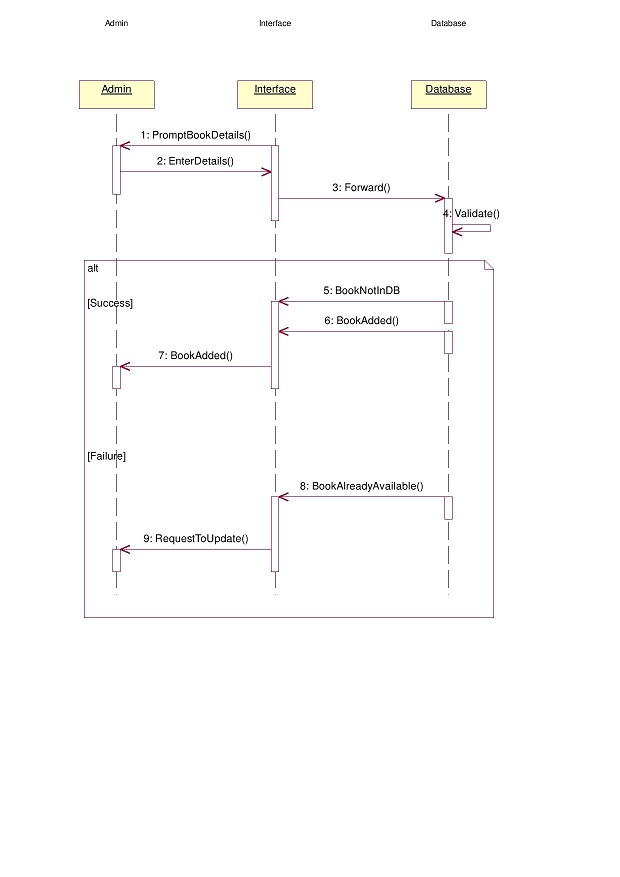 Admin
Interface
Database
Admin
Interface
Database
1: PromptBookDetails()
2: EnterDetails()
3: Forward()
4: Validate()
alt
5: BookNotInDB
[Success]
6: BookAdded()
7: BookAdded()
[Failure]
8: BookAlreadyAvailable()
9: RequestToUpdate()